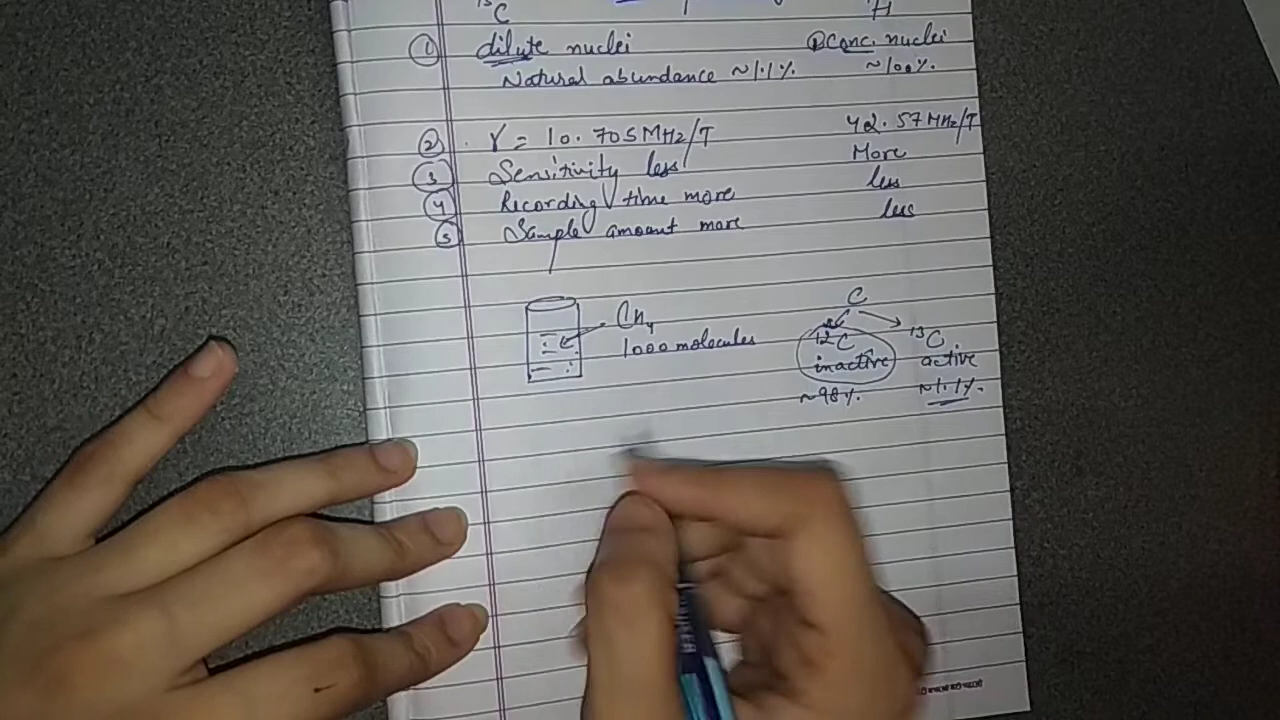 13C H
① dilute nuclei ① Conc. nuclei
Natural abundance ~1.1%. ~100%.
② γ = 10.705 MHz/T 42.57 MHz/T
③ Sensitivity less More
④ Recording time more less
⑤ Sample amount more less
C
CH4 12C 13C
1000 molecules inactive active
~98%. ~1.1%.